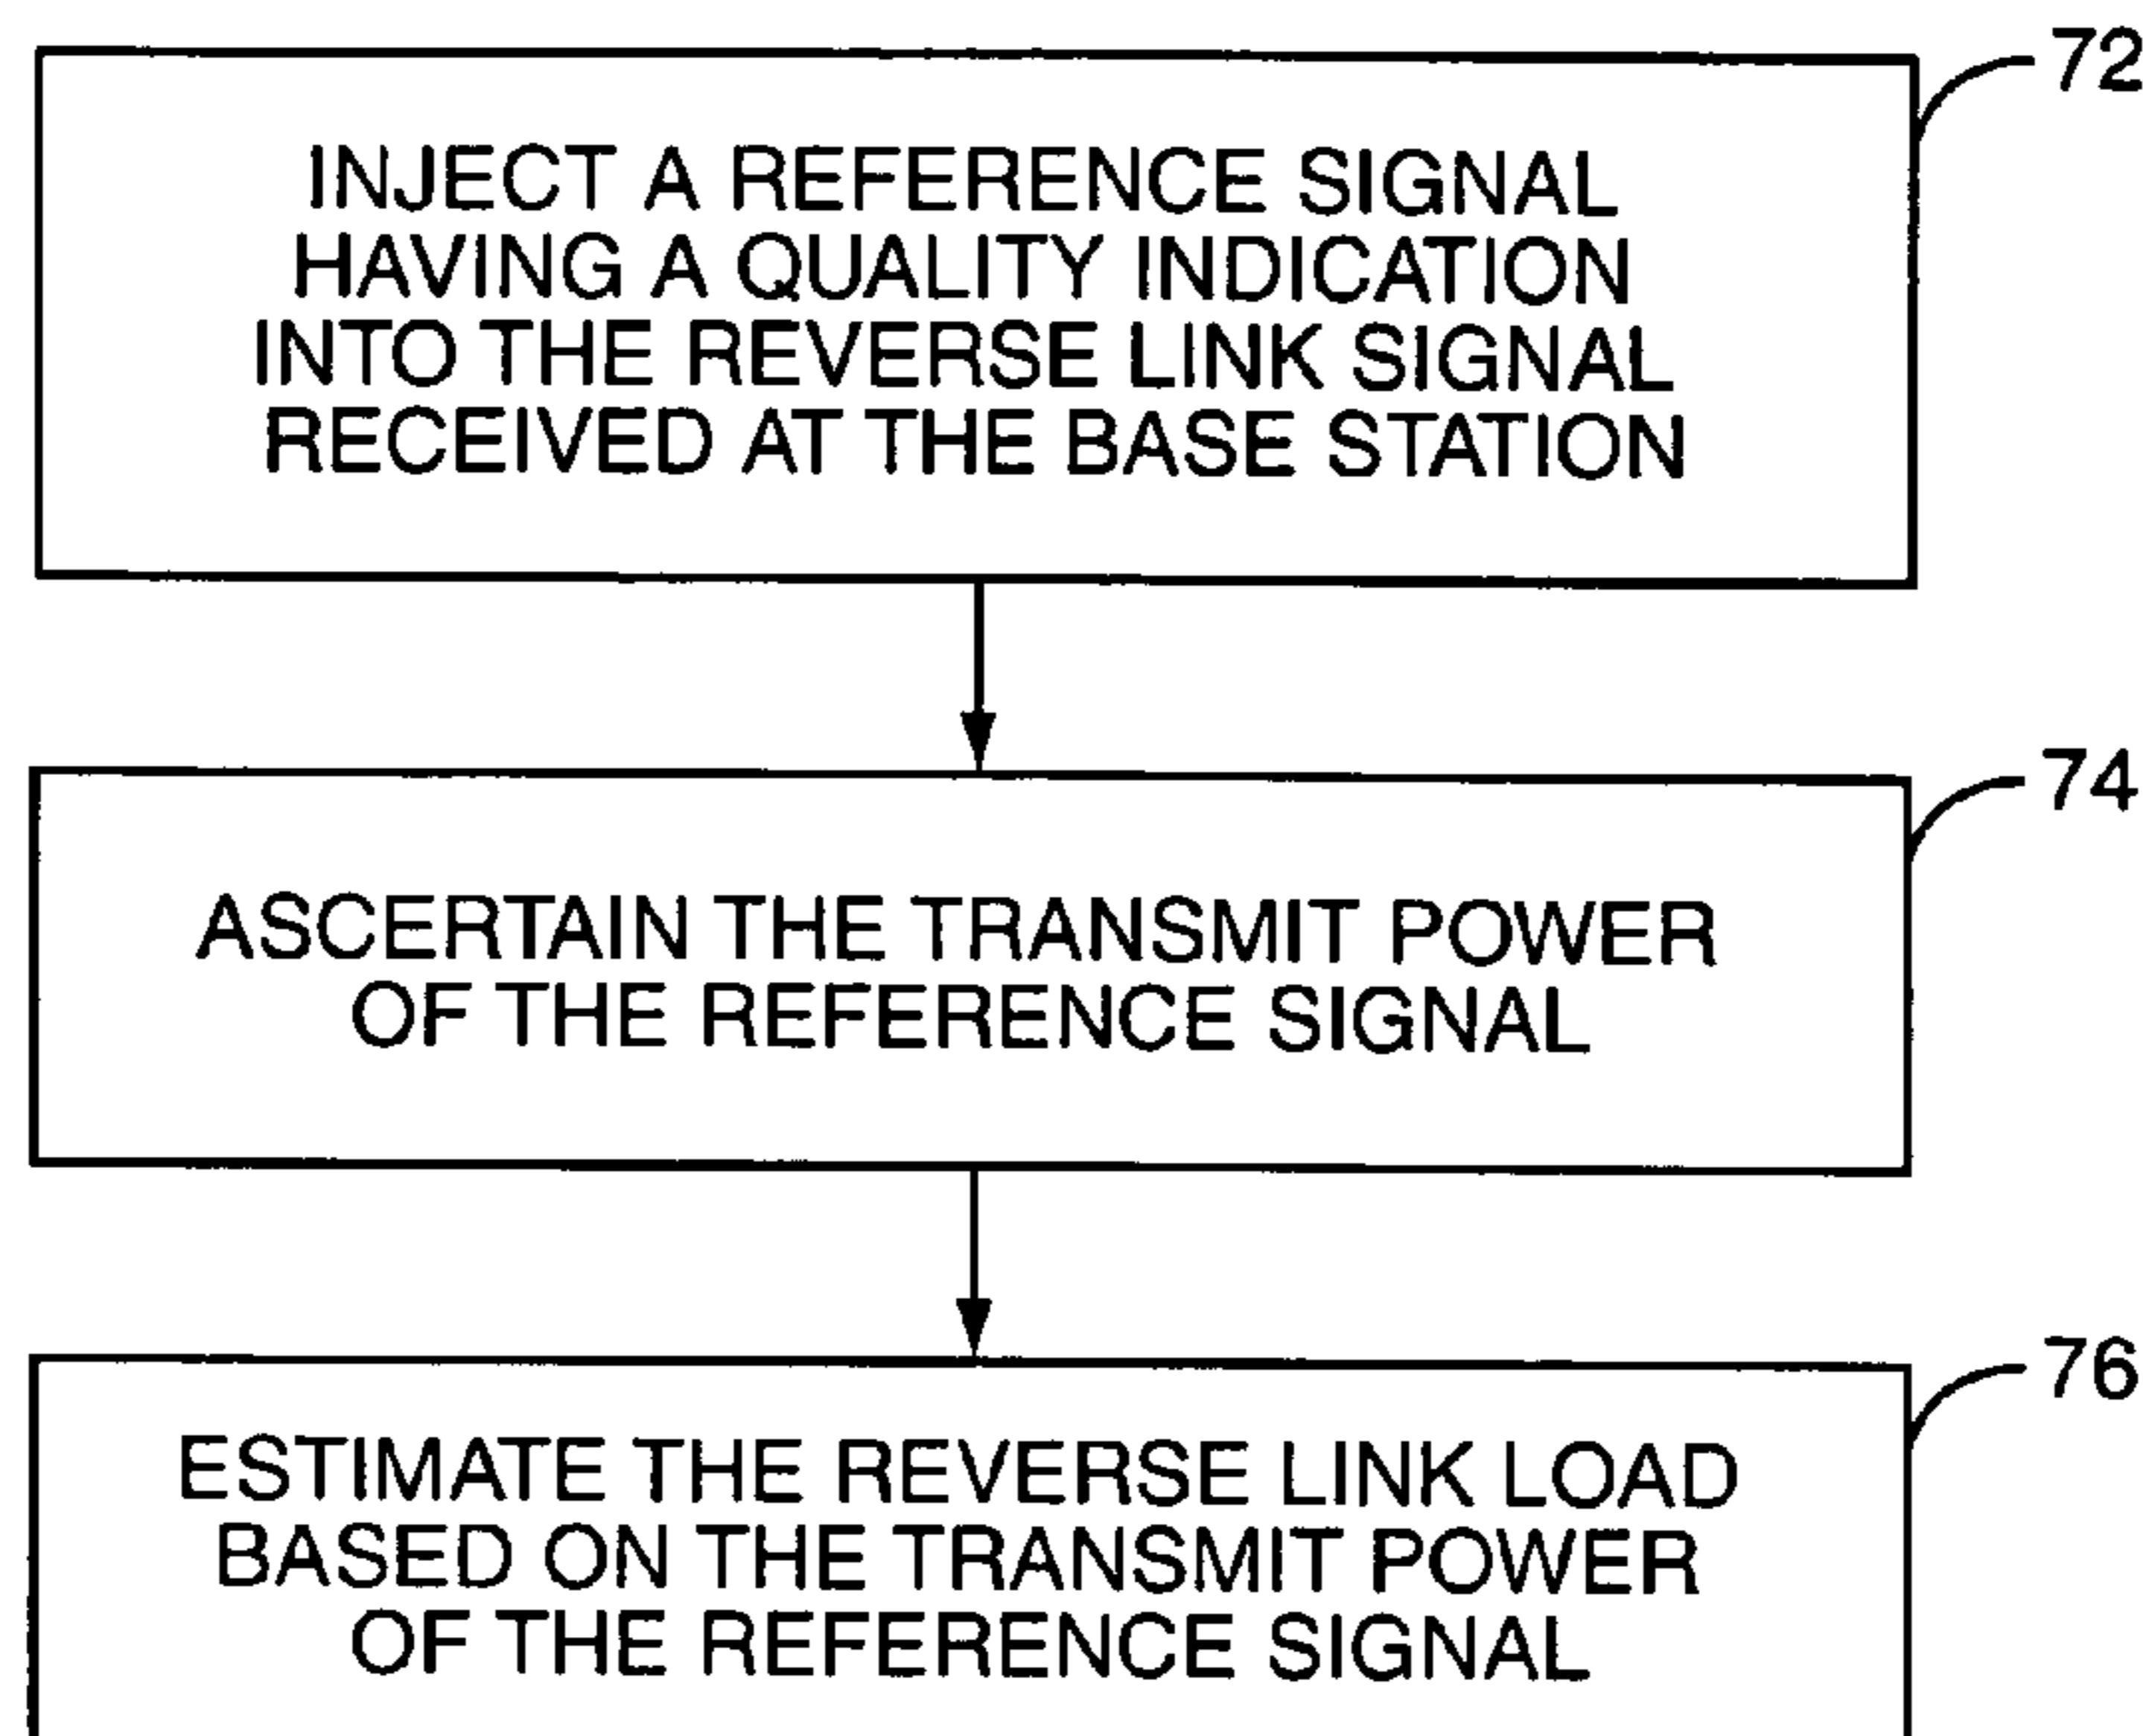 72
INJECT A REFERENCE SIGNAL
HAVING A QUALITY INDICATION
INTO THE REVERSE LINK SIGNAL
RECEIVED AT THE BASE STATION
74
ASCERTAIN THE TRANSMIT POWER
OF THE REFERENCE SIGNAL
76
ESTIMATE THE REVERSE LINK LOAD
BASED ON THE TRANSMIT POWER
OF THE REFERENCE SIGNAL